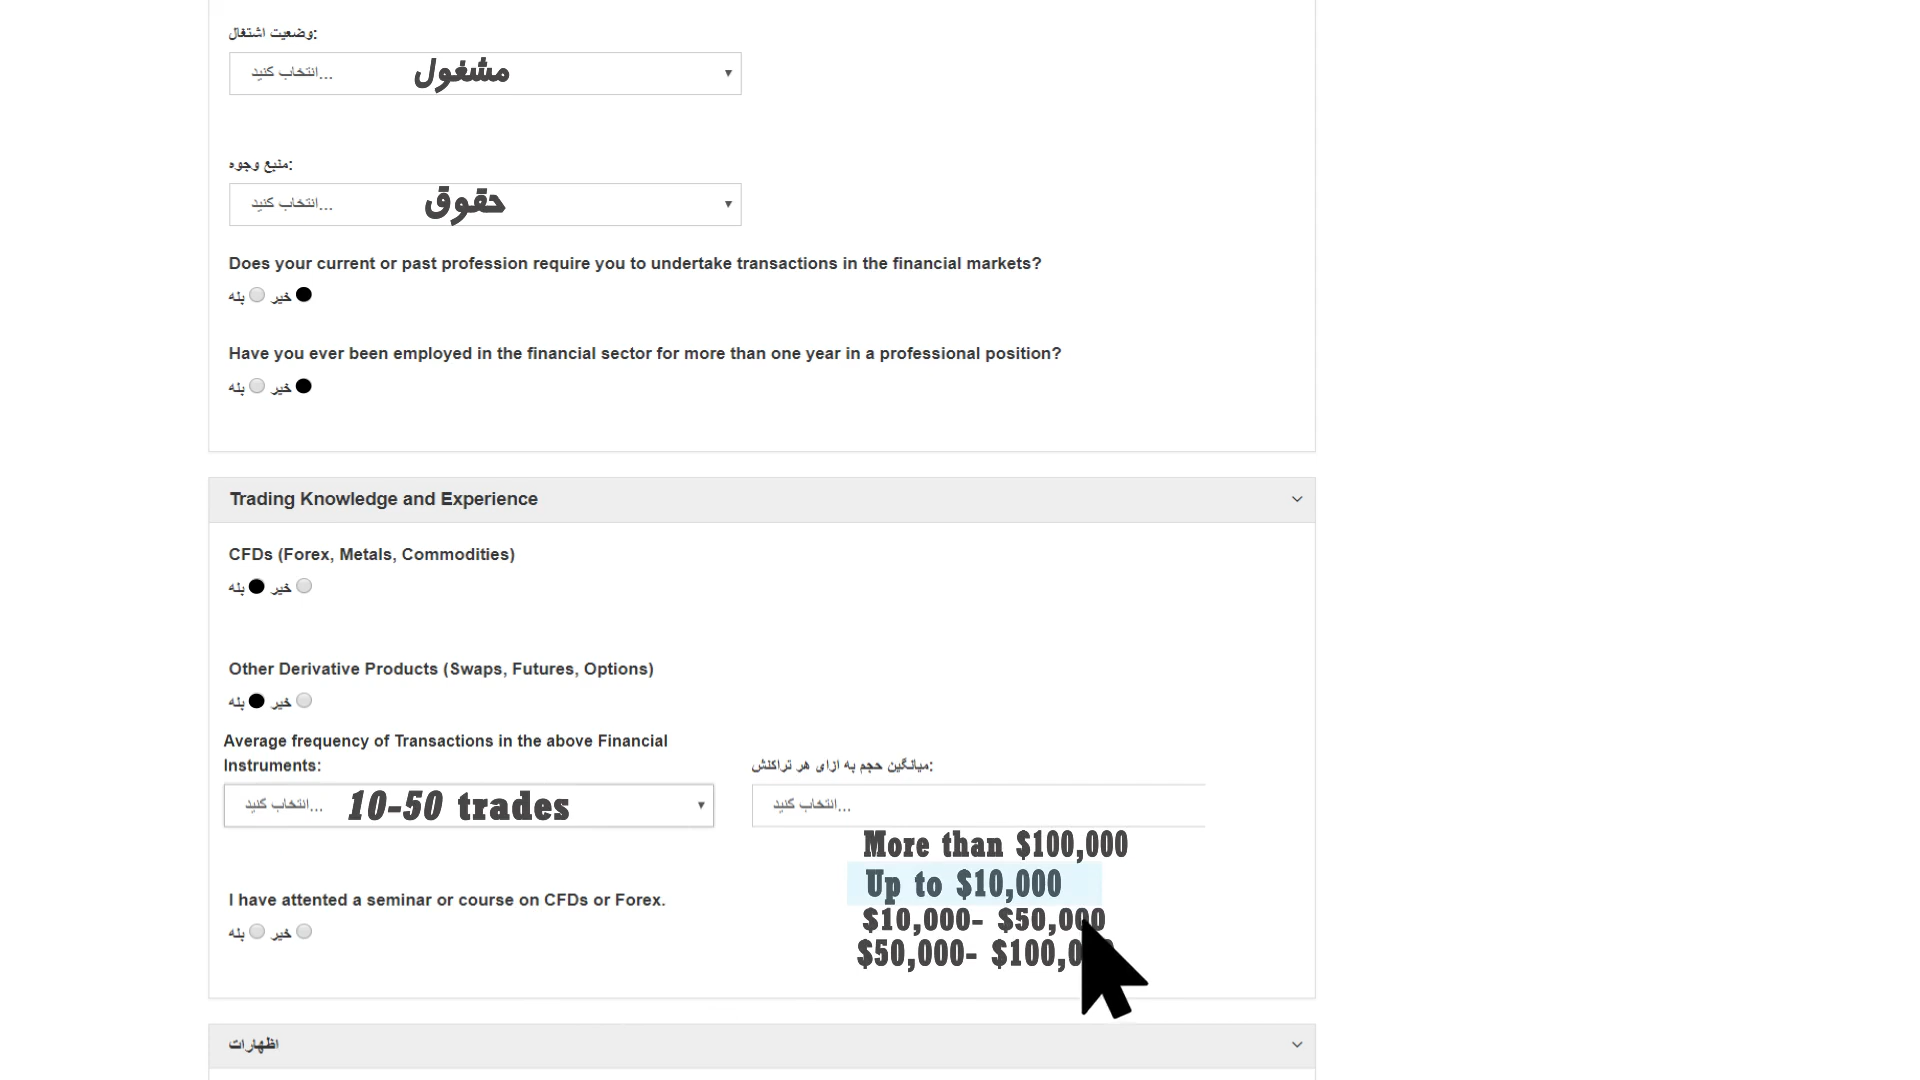 وضعیت اشتغال:
انتخاب کنید... مشغول
منبع وجوه:
انتخاب کنید... حقوق
Does your current or past profession require you to undertake transactions in the financial markets?
بله خیر
Have you ever been employed in the financial sector for more than one year in a professional position?
بله خیر
Trading Knowledge and Experience
CFDs (Forex, Metals, Commodities)
بله خیر
Other Derivative Products (Swaps, Futures, Options)
بله خیر
Average frequency of Transactions in the above Financial
Instruments:
انتخاب کنید... 10-50 trades
میانگین حجم به ازای هر تراکنش:
انتخاب کنید...
More than $100,000
Up to $10,000
$10,000- $50,000
$50,000- 
I have attented a seminar or course on CFDs or Forex.
بله خیر
اظهارات